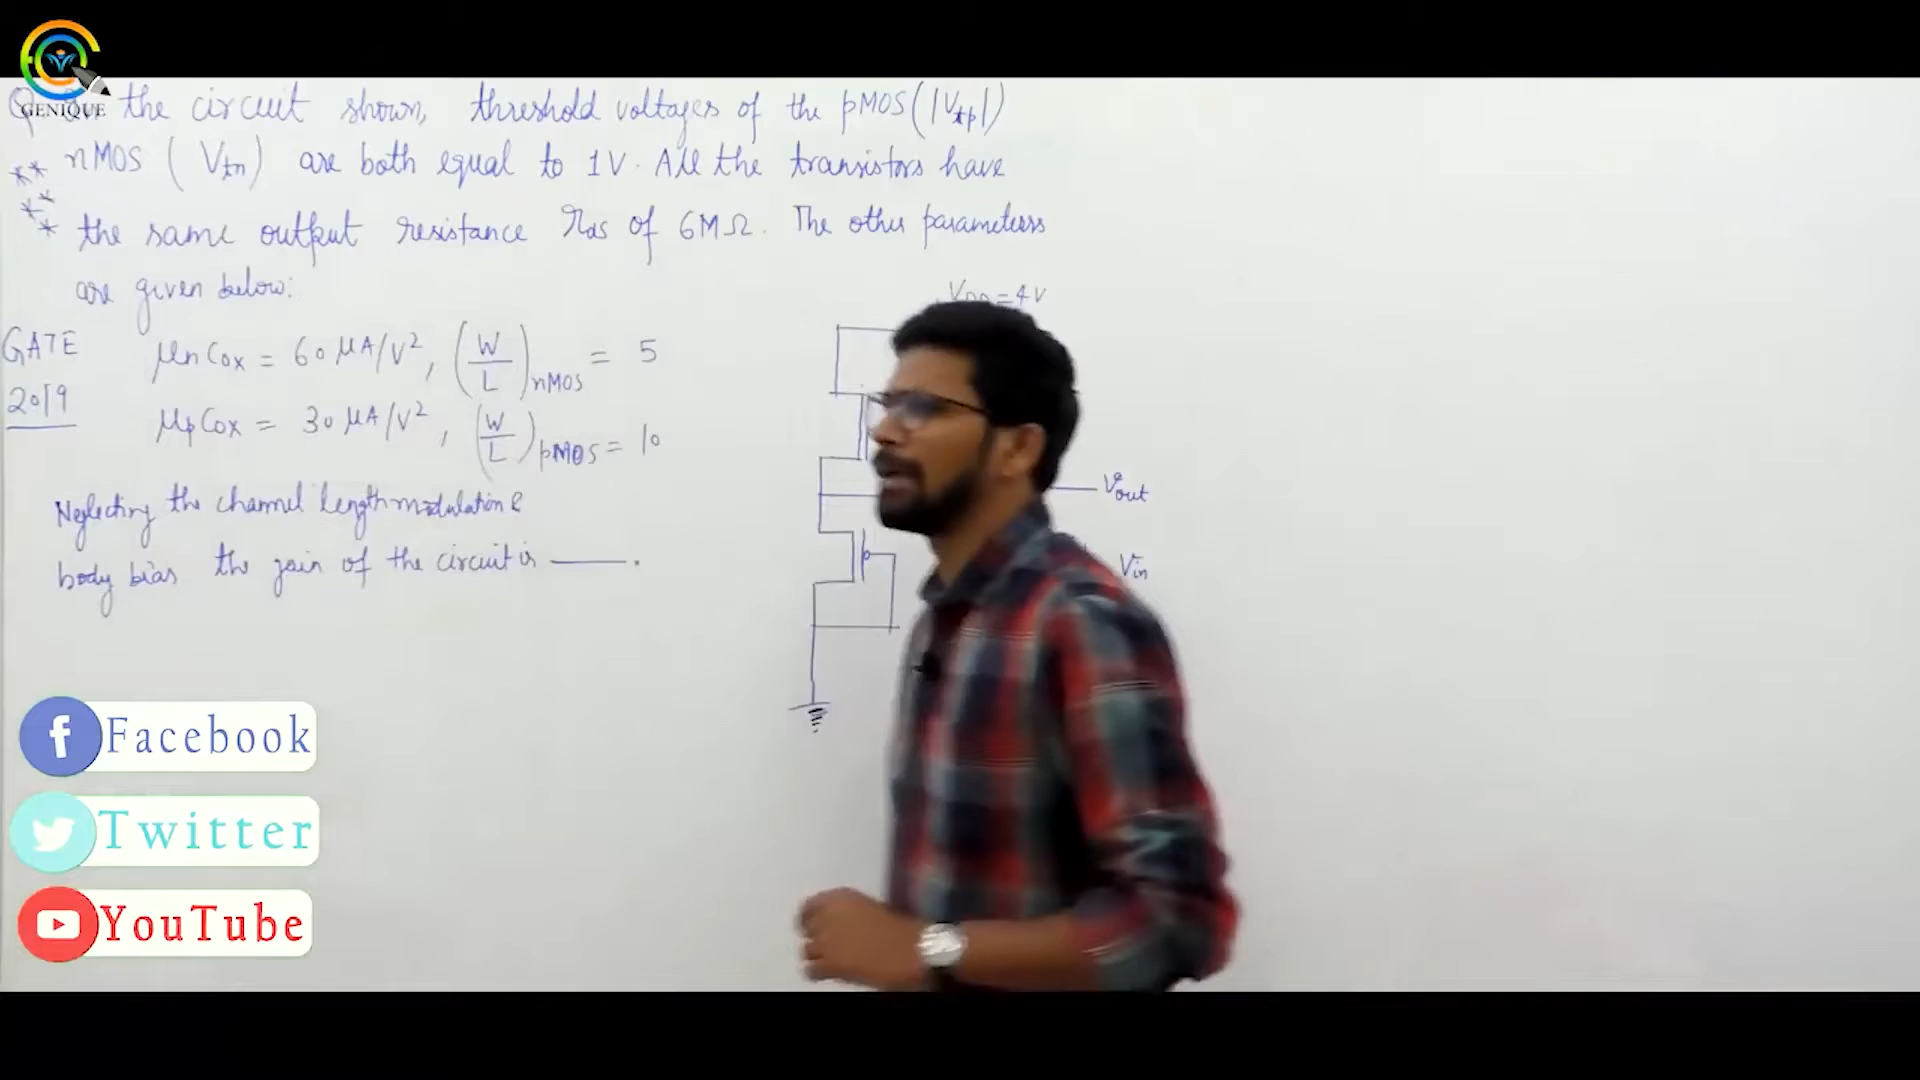 GENIQUE
the circuit shown, threshold voltages of the pMOS(|Vtp|)
** nMOS ( Vtn) are both equal to 1V. All the transistors have
** * the same output resistance rds of 6MΩ. The other parameters
are given below:
VDD=4V
GATE
2019
μnCox = 60 μA/V², (W/L)nMOS = 5
μpCox = 30 μA/V², (W/L)pMOS = 10
Vout
Neglecting the channel length modulation &
body bias the gain of the circuit is ____.
Vin
Facebook
Twitter
YouTube